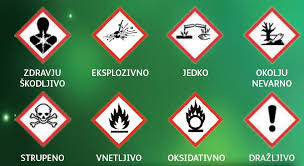 ZDRAVJU
ŠKODLJIVO
EKSPLOZIVNO
JEDKO
OKOLJU
NEVARNO
STRUPENO
VNETLJIVO
OKSIDATIVNO
DRAŽLJIVO